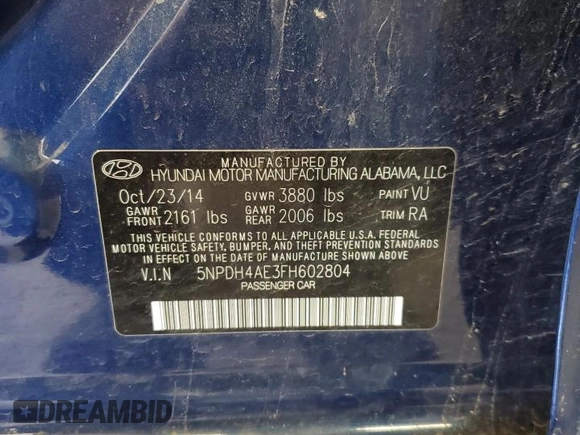 MANUFACTURED BY
HYUNDAI MOTOR MANUFACTURING ALABAMA, LLC
Oct/23/14 GVWR 3880 lbs PAINT VU
GAWR FRONT 2161 lbs GAWR REAR 2006 lbs TRIM RA
THIS VEHICLE CONFORMS TO ALL APPLICABLE U.S.A. FEDERAL
MOTOR VEHICLE SAFETY, BUMPER, AND THEFT PREVENTION
STANDARDS IN EFFECT ON THE DATE OF MANUFACTURE SHOWN ABOVE.
V.I.N 5NPDH4AE3FH602804
PASSENGER CAR
DREAMBID